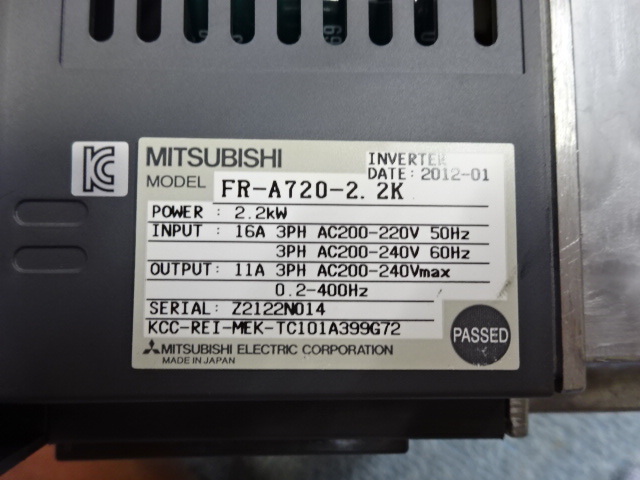 MITSUBISHI
INVERTER
MODEL FR-A720-2.2K
DATE: 2012-01
POWER : 2.2kW
INPUT : 16A 3PH AC200-220V 50Hz
3PH AC200-240V 60Hz
OUTPUT: 11A 3PH AC200-240Vmax
0.2-400Hz
SERIAL: Z2122N014
KCC-REI-MEK-TC101A399G72
PASSED
MITSUBISHI ELECTRIC CORPORATION
MADE IN JAPAN